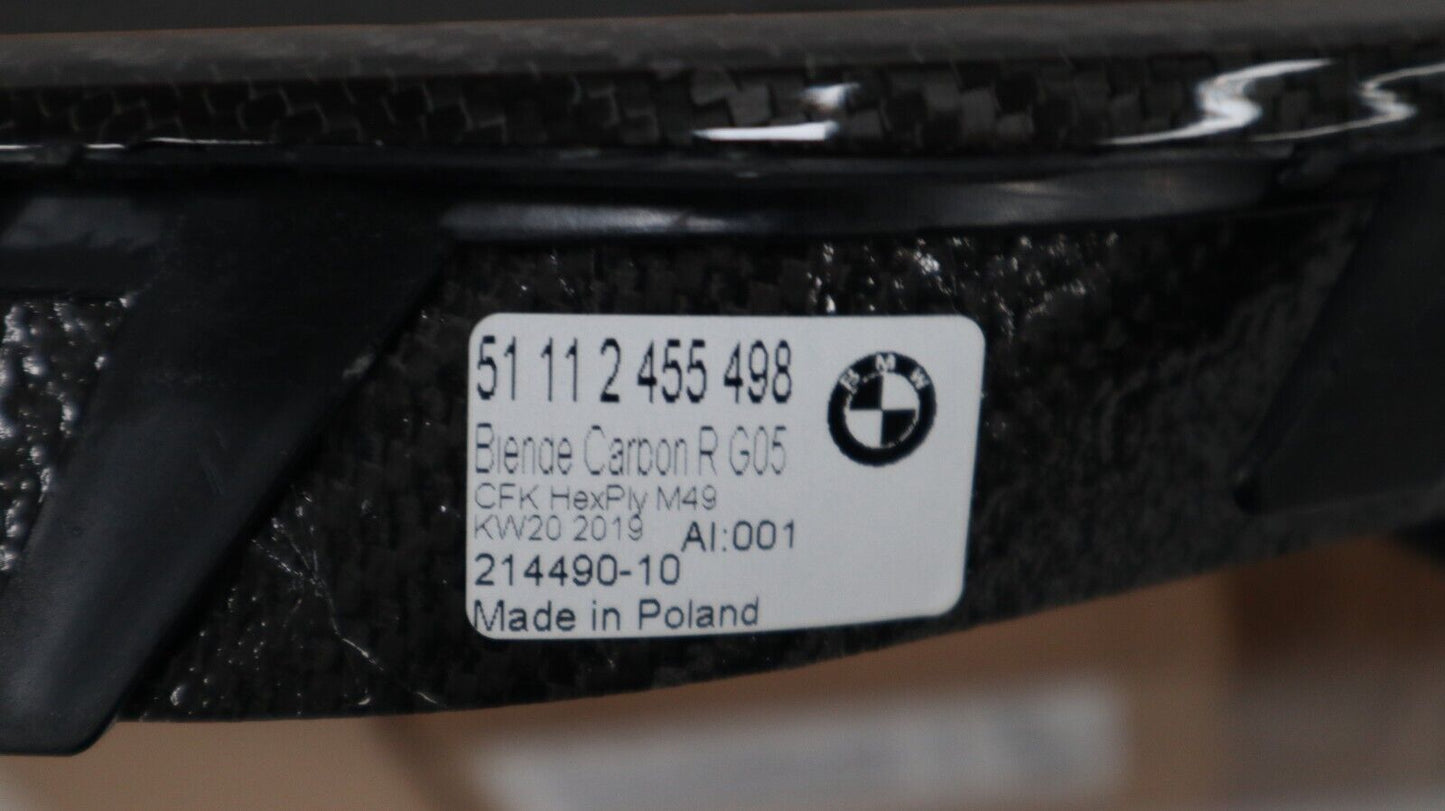 51 11 2 455 498
BMW
Blende Carbon R G05
CFK HexPly M49
KW20 2019 AI:001
214490-10
Made in Poland